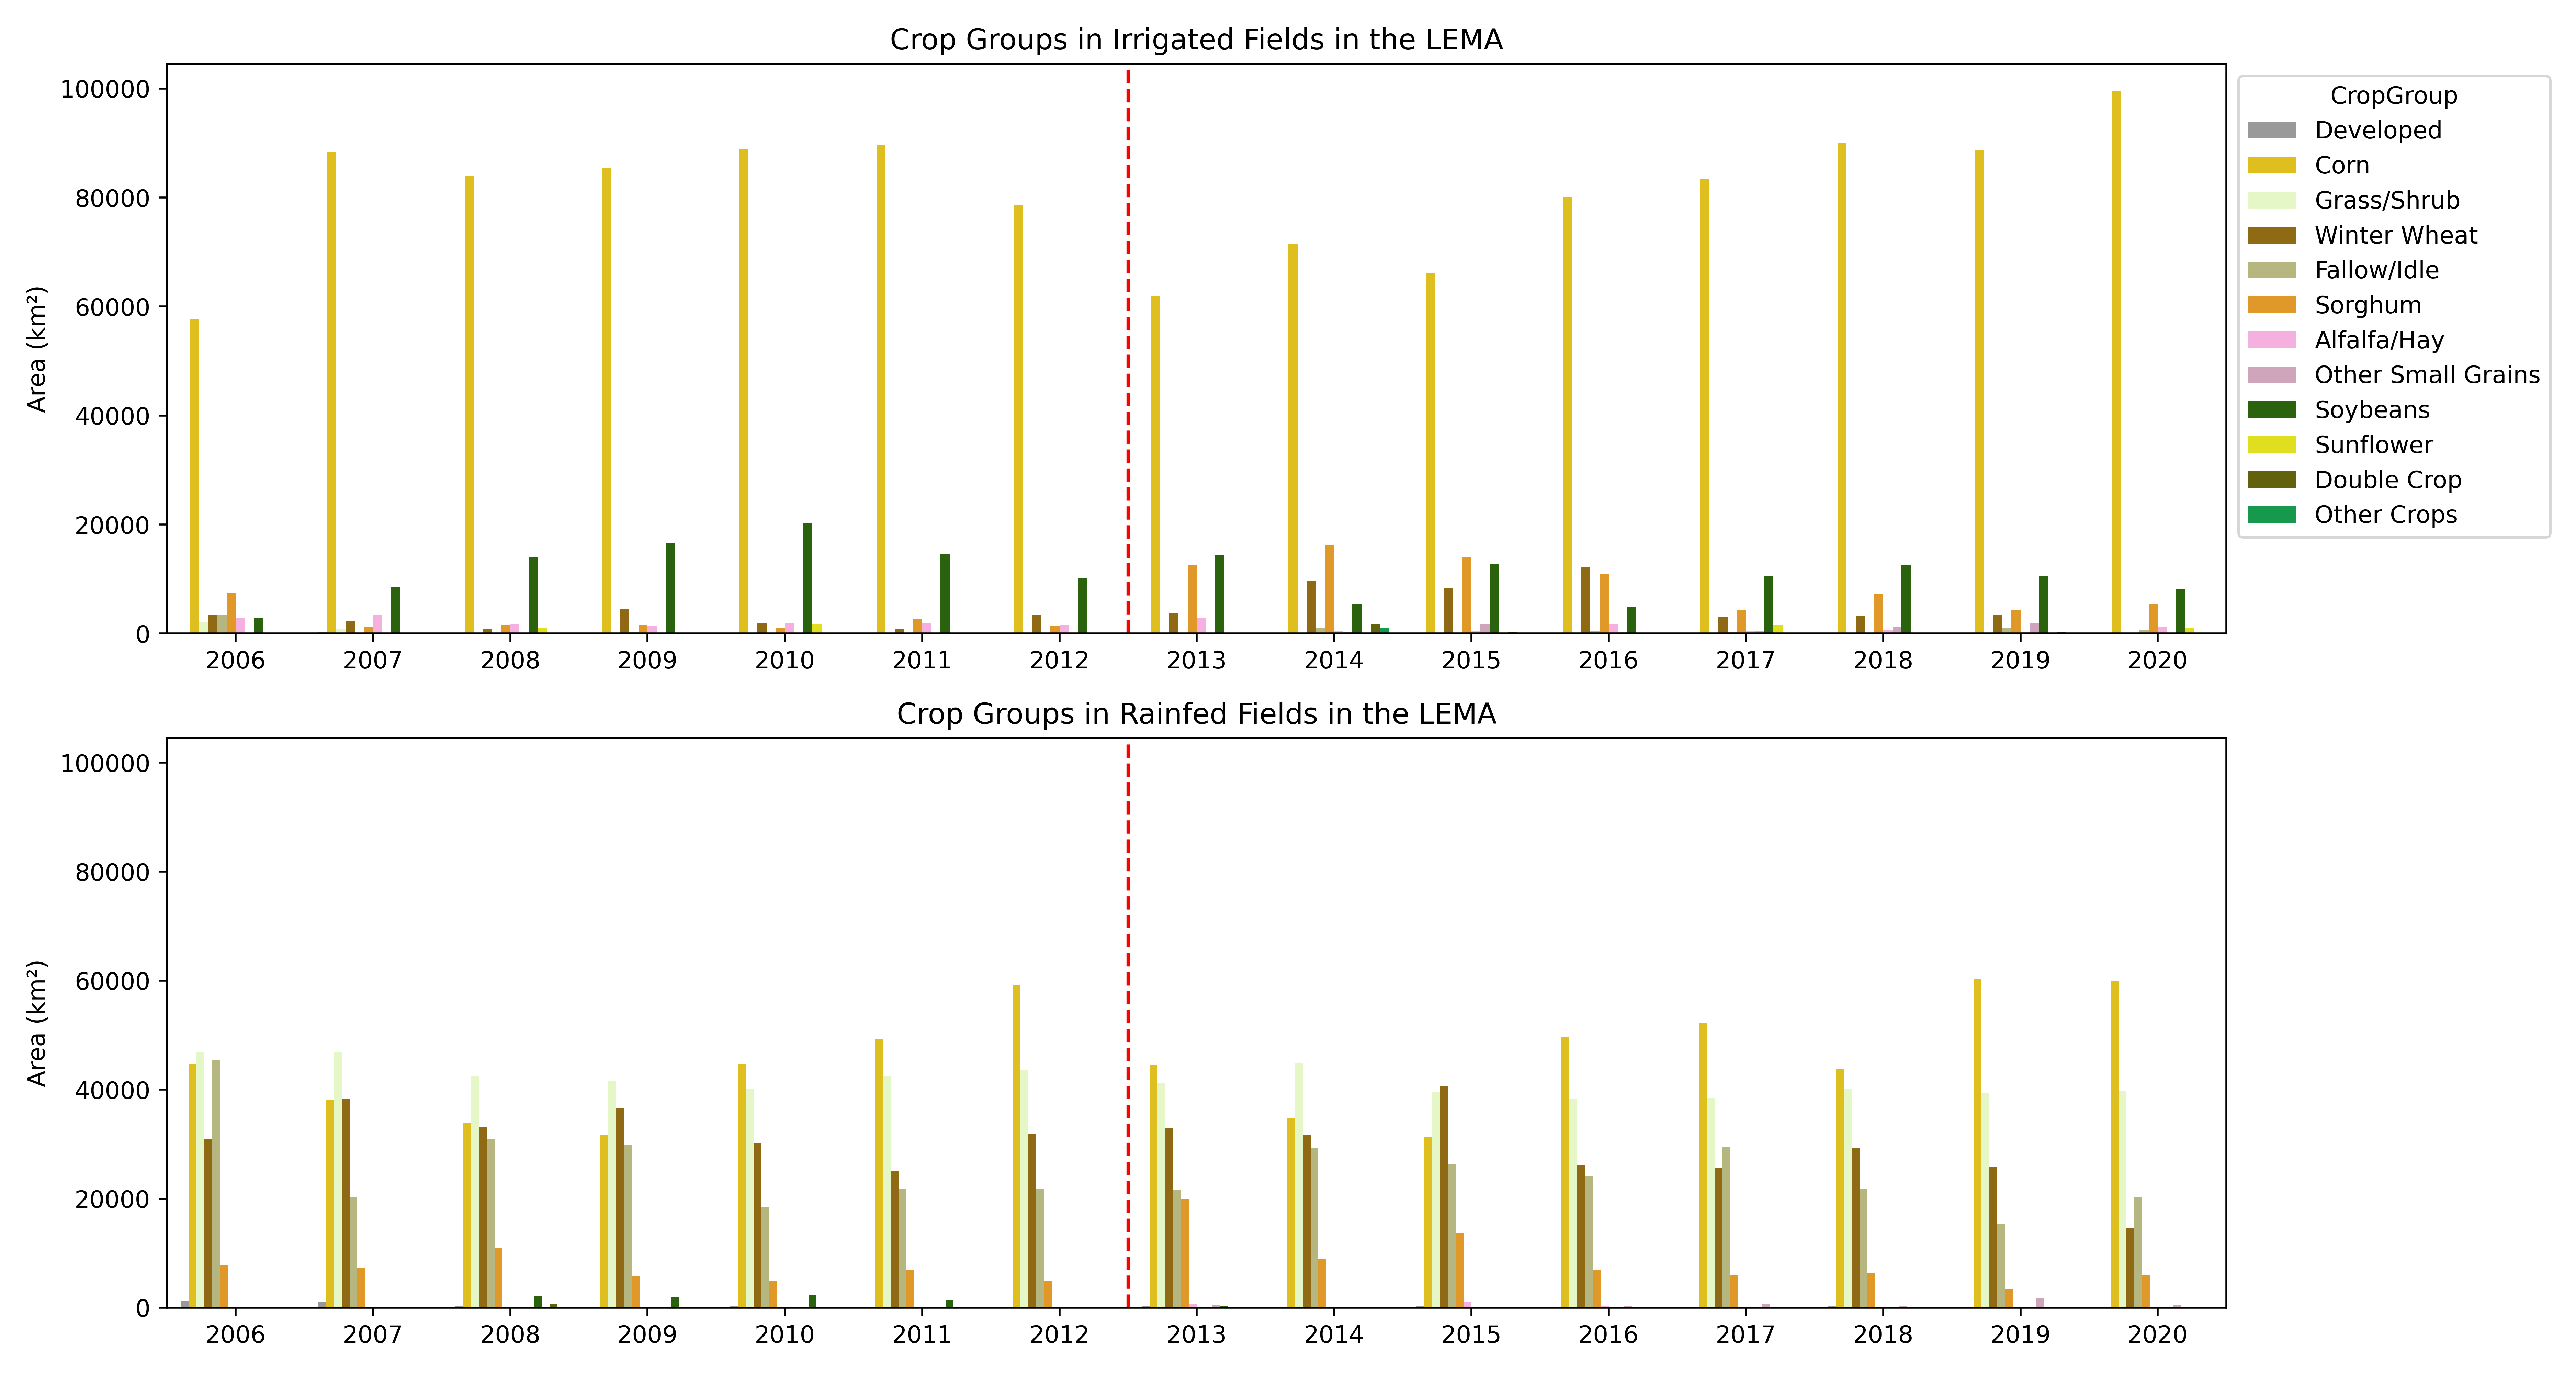 Crop Groups in Irrigated Fields in the LEMA
Area (km²)
100000
80000
60000
40000
20000
0
2006 2007 2008 2009 2010 2011 2012 2013 2014 2015 2016 2017 2018 2019 2020
CropGroup
Developed
Corn
Grass/Shrub
Winter Wheat
Fallow/Idle
Sorghum
Alfalfa/Hay
Other Small Grains
Soybeans
Sunflower
Double Crop
Other Crops
Crop Groups in Rainfed Fields in the LEMA
Area (km²)
100000
80000
60000
40000
20000
0
2006 2007 2008 2009 2010 2011 2012 2013 2014 2015 2016 2017 2018 2019 2020